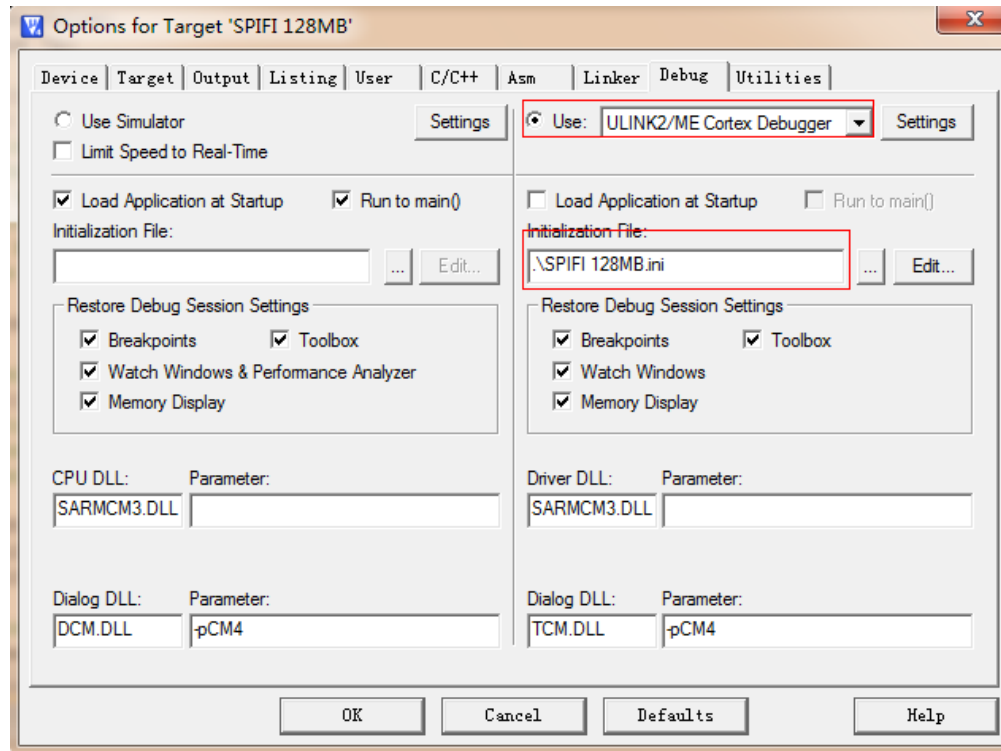 Options for Target 'SPIFI 128MB'
Device Target Output Listing User C/C++ Asm Linker Debug Utilities
Use Simulator Settings
Limit Speed to Real-Time
Use: ULINK2/ME Cortex Debugger Settings
Load Application at Startup Run to main()
Initialization File:
... Edit...
Load Application at Startup Run to main()
Initialization File:
.\SPIFI 128MB.ini ... Edit...
Restore Debug Session Settings
Breakpoints Toolbox
Watch Windows & Performance Analyzer
Memory Display
Restore Debug Session Settings
Breakpoints Toolbox
Watch Windows
Memory Display
CPU DLL: Parameter:
SARMCM3.DLL
Driver DLL: Parameter:
SARMCM3.DLL
Dialog DLL: Parameter:
DCM.DLL -pCM4
Dialog DLL: Parameter:
TCM.DLL -pCM4
OK Cancel Defaults Help